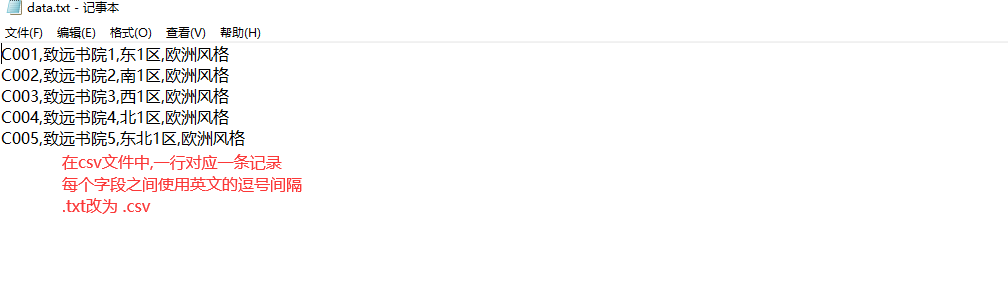 data.txt - 记事本
文件(F) 编辑(E) 格式(O) 查看(V) 帮助(H)
C001,致远书院1,东1区,欧洲风格
C002,致远书院2,南1区,欧洲风格
C003,致远书院3,西1区,欧洲风格
C004,致远书院4,北1区,欧洲风格
C005,致远书院5,东北1区,欧洲风格
在csv文件中,一行对应一条记录
每个字段之间使用英文的逗号间隔
.txt改为 .csv